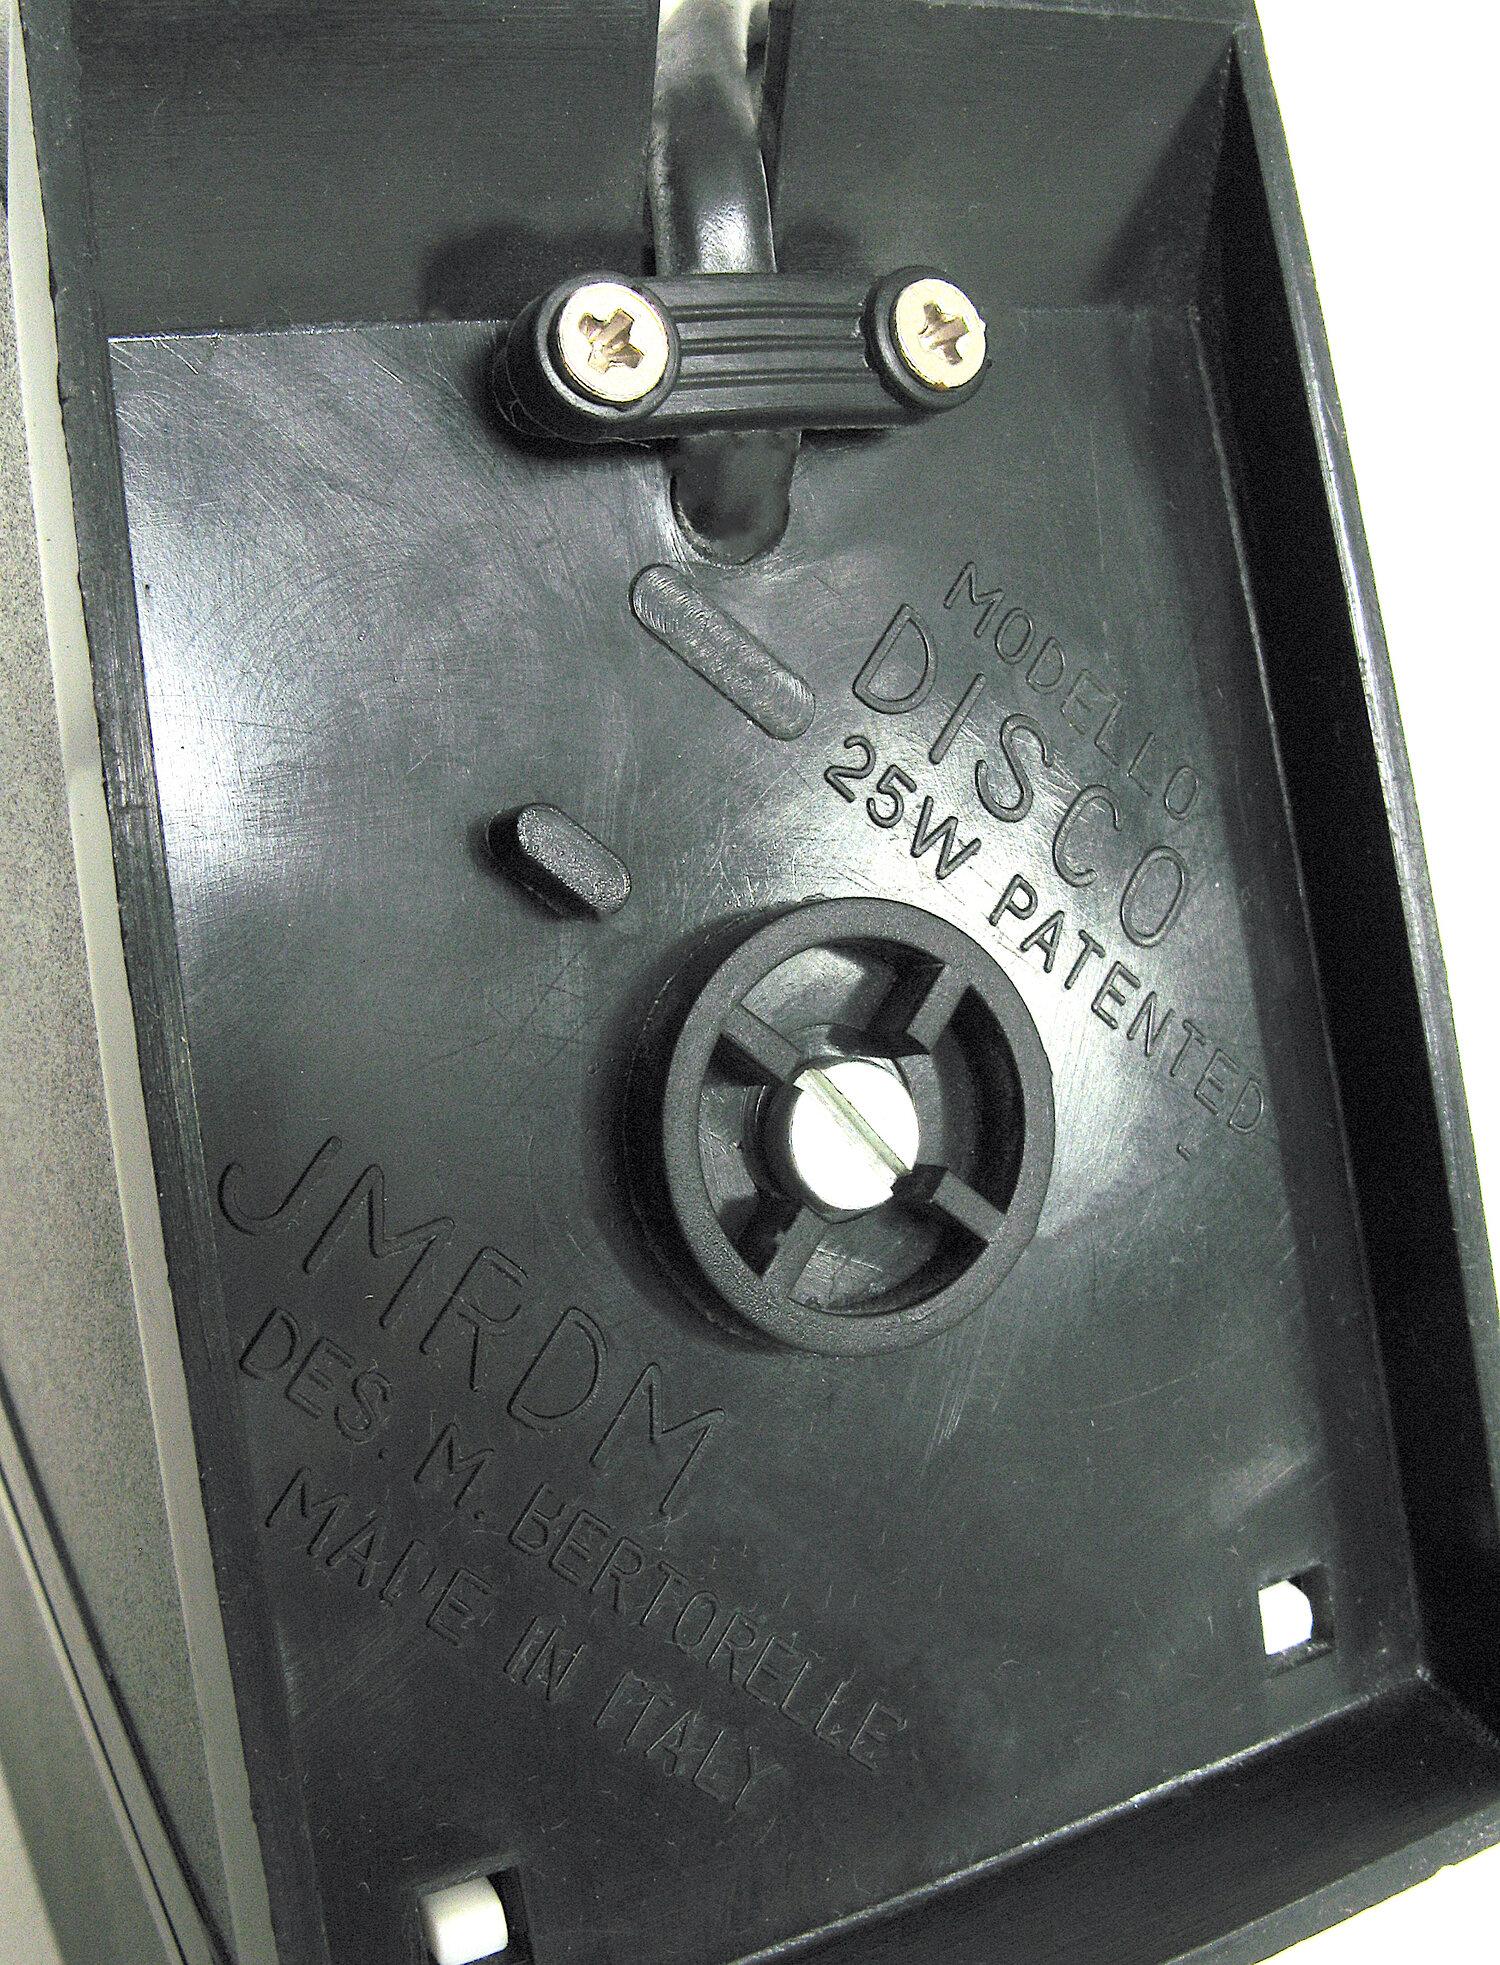 MODELLO
DISCO
25W PATENTED
JMRDM
DES. M. BERTORELLE
MADE IN ITALY